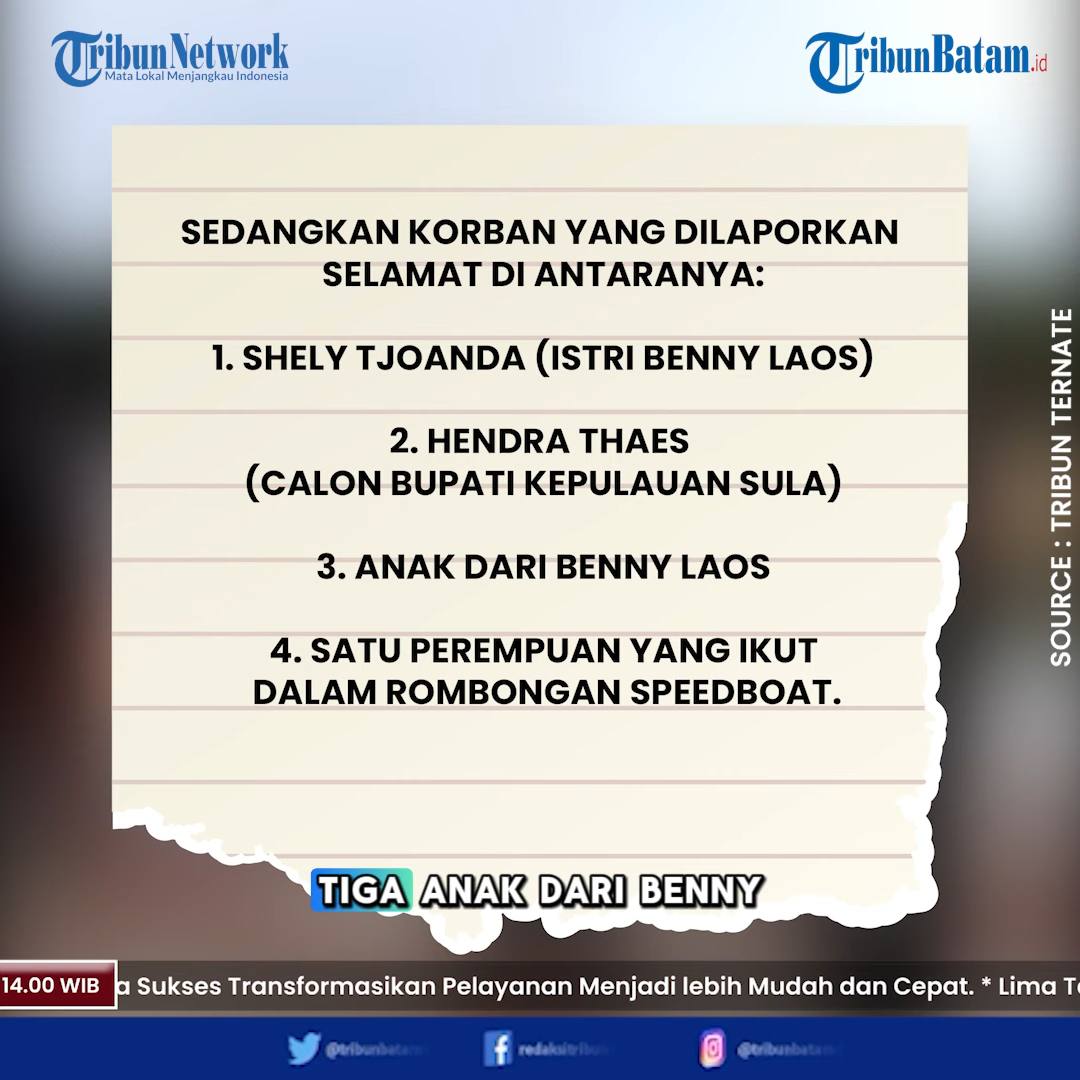 TribunNetwork
Mata Lokal Menjangkau Indonesia
TribunBatam.id
SEDANGKAN KORBAN YANG DILAPORKAN
SELAMAT DI ANTARANYA:
1. SHELY TJOANDA (ISTRI BENNY LAOS)
2. HENDRA THAES
(CALON BUPATI KEPULAUAN SULA)
3. ANAK DARI BENNY LAOS
4. SATU PEREMPUAN YANG IKUT
DALAM ROMBONGAN SPEEDBOAT.
SOURCE : TRIBUN TERNATE
TIGA ANAK DARI BENNY
14.00 WIB
a Sukses Transformasikan Pelayanan Menjadi lebih Mudah dan Cepat. * Lima